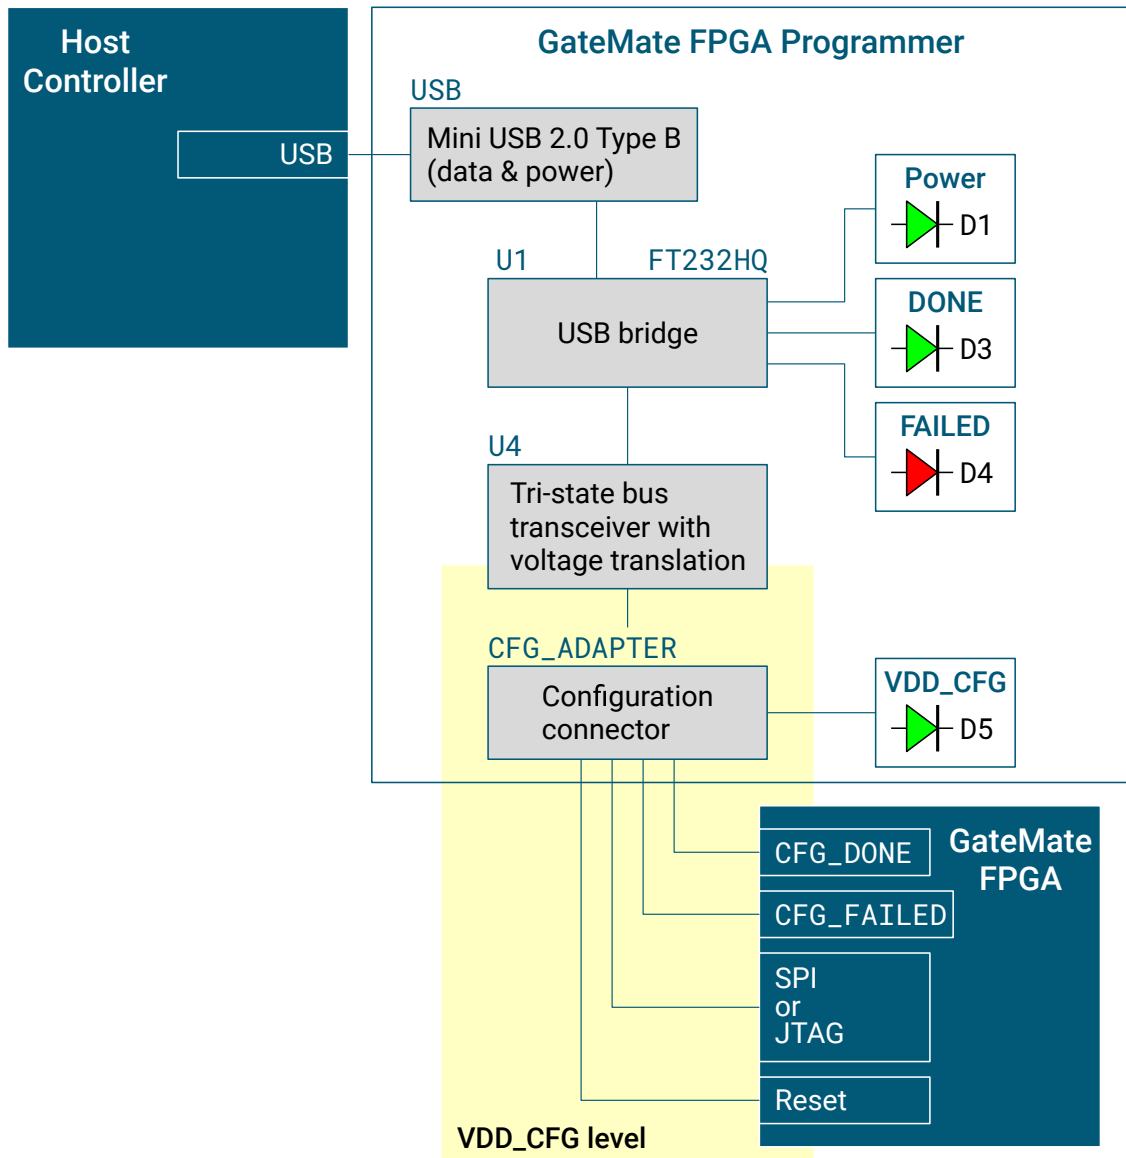 Host
Controller
USB
GateMate FPGA Programmer
USB
Mini USB 2.0 Type B
(data & power)
U1
FT232HQ
USB bridge
Power
D1
DONE
D3
FAILED
D4
U4
Tri-state bus
transceiver with
voltage translation
CFG_ADAPTER
Configuration
connector
VDD_CFG
D5
GateMate
FPGA
CFG_DONE
CFG_FAILED
SPI
or
JTAG
Reset
VDD_CFG level